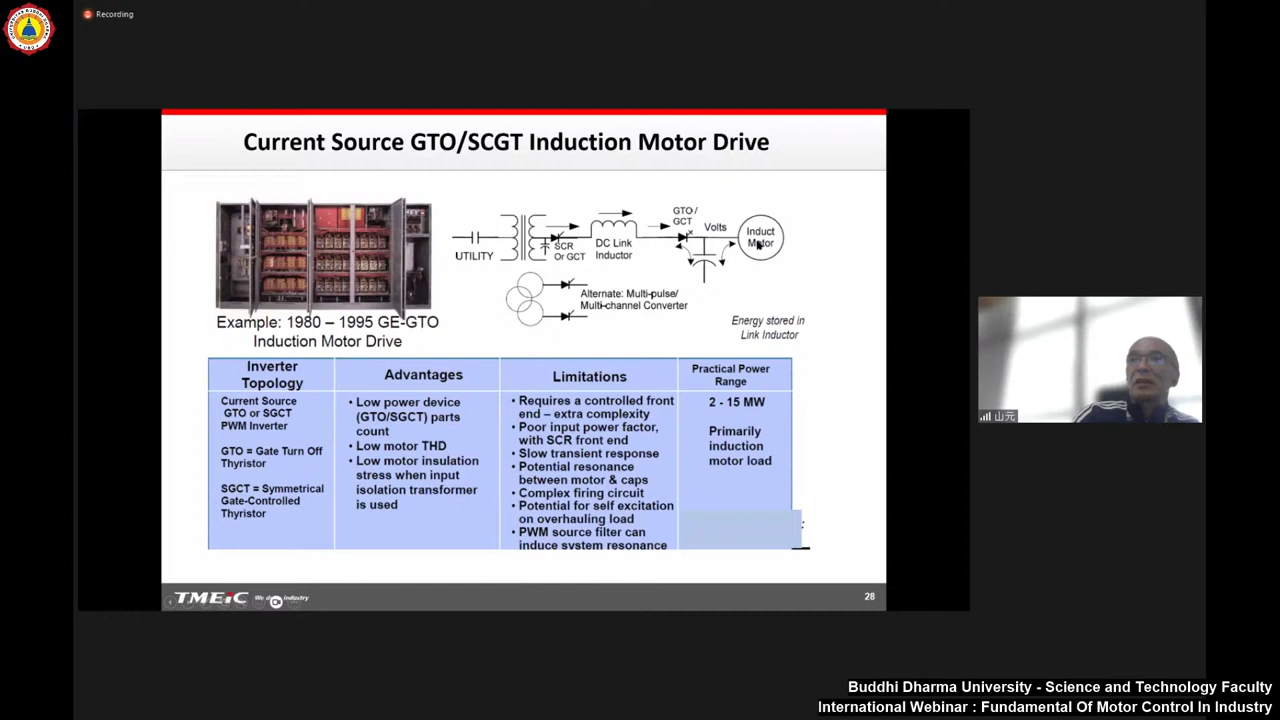 Recording
Current Source GTO/SCGT Induction Motor Drive
GTO /
GCT
Volts
Induct
Motor
UTILITY
SCR
Or GCT
DC Link
Inductor
Alternate: Multi-pulse/
Multi-channel Converter
Energy stored in
Link Inductor
Example: 1980 – 1995 GE-GTO
Induction Motor Drive
Inverter
Topology
Advantages
Limitations
Practical Power
Range
Current Source
GTO or SGCT
PWM Inverter
GTO = Gate Turn Off
Thyristor
SGCT = Symmetrical
Gate-Controlled
Thyristor
• Low power device
(GTO/SGCT) parts
count
• Low motor THD
• Low motor insulation
stress when input
isolation transformer
is used
• Requires a controlled front
end – extra complexity
• Poor input power factor,
with SCR front end
• Slow transient response
• Potential resonance
between motor & caps
• Complex firing circuit
• Potential for self excitation
on overhauling load
• PWM source filter can
induce system resonance
2 - 15 MW
Primarily
induction
motor load
山元
TMEiC
28
Buddhi Dharma University - Science and Technology Faculty
International Webinar : Fundamental Of Motor Control In Industry